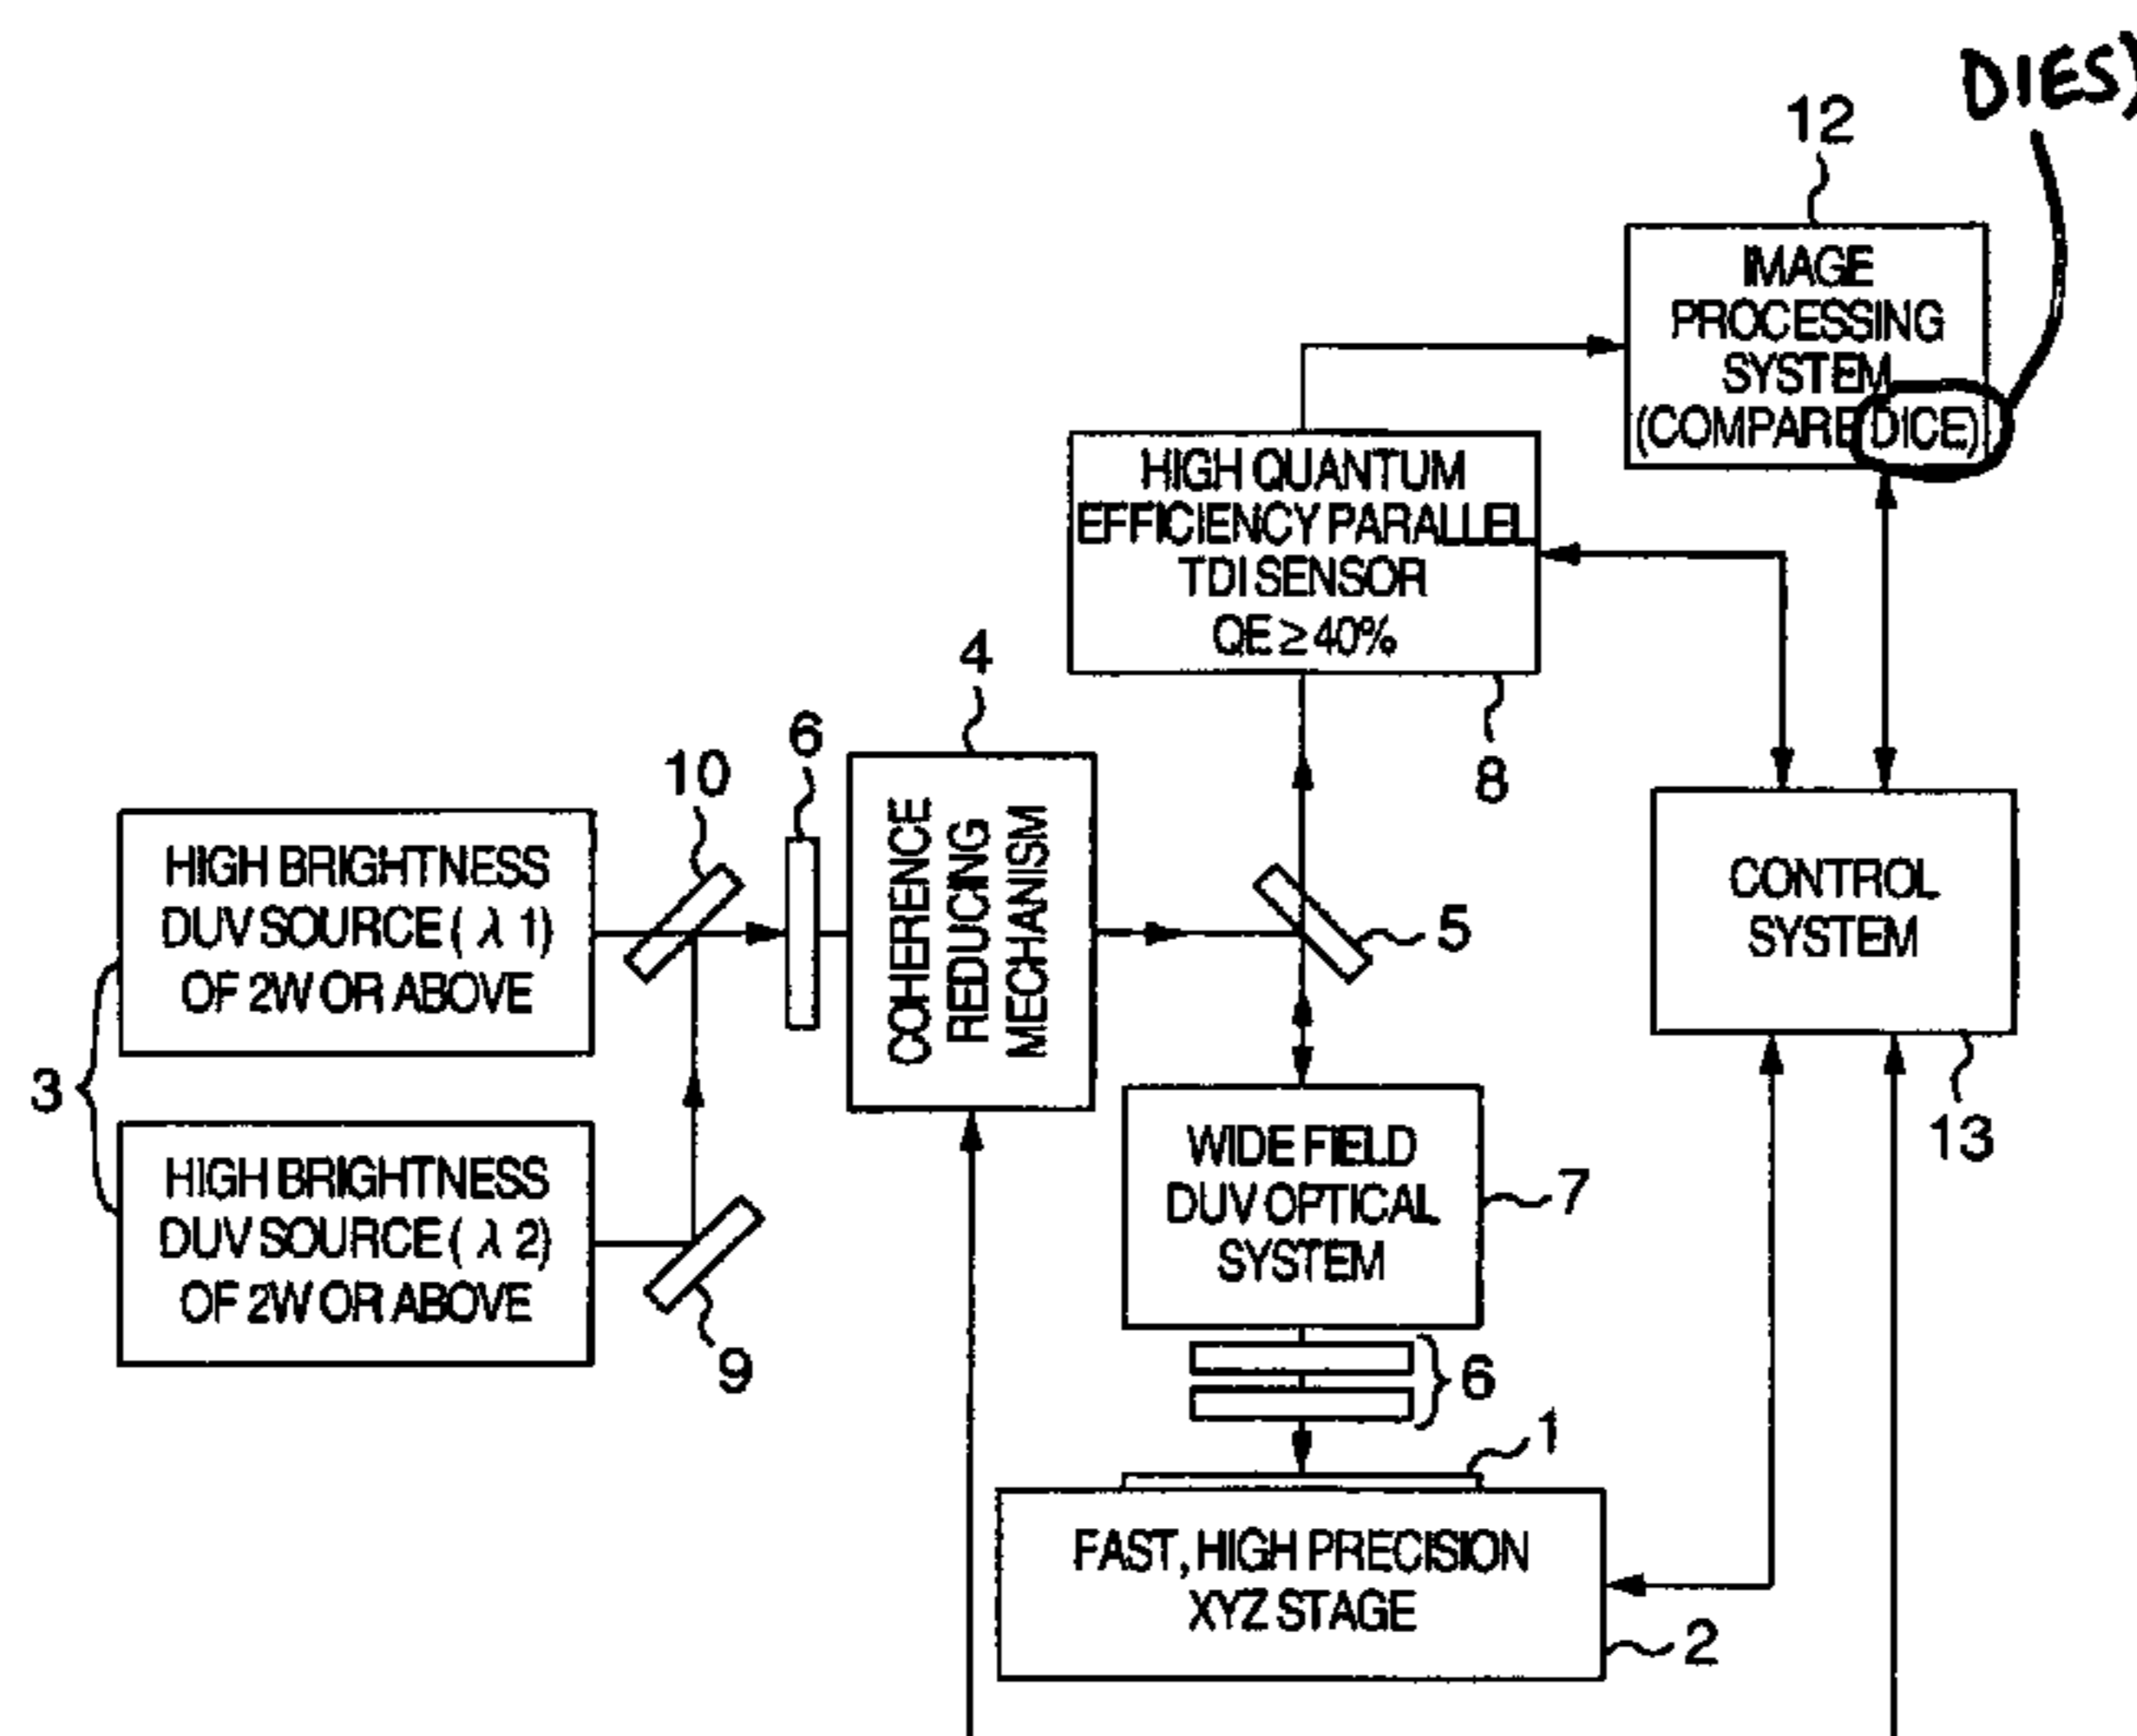 DIES)
12
IMAGE
PROCESSING
SYSTEM
(COMPARE DICE)
HIGH QUANTUM
EFFICIENCY PARALLEL
TDI SENSOR
QE ≥ 40%
4
6
10
8
COHERENCE
REDUCING
MECHANISM
HIGH BRIGHTNESS
DUV SOURCE ( λ 1)
OF 2W OR ABOVE
5
CONTROL
SYSTEM
3
13
HIGH BRIGHTNESS
DUV SOURCE ( λ 2)
OF 2W OR ABOVE
WIDE FIELD
DUV OPTICAL
SYSTEM
7
9
6
1
FAST, HIGH PRECISION
XYZ STAGE
2